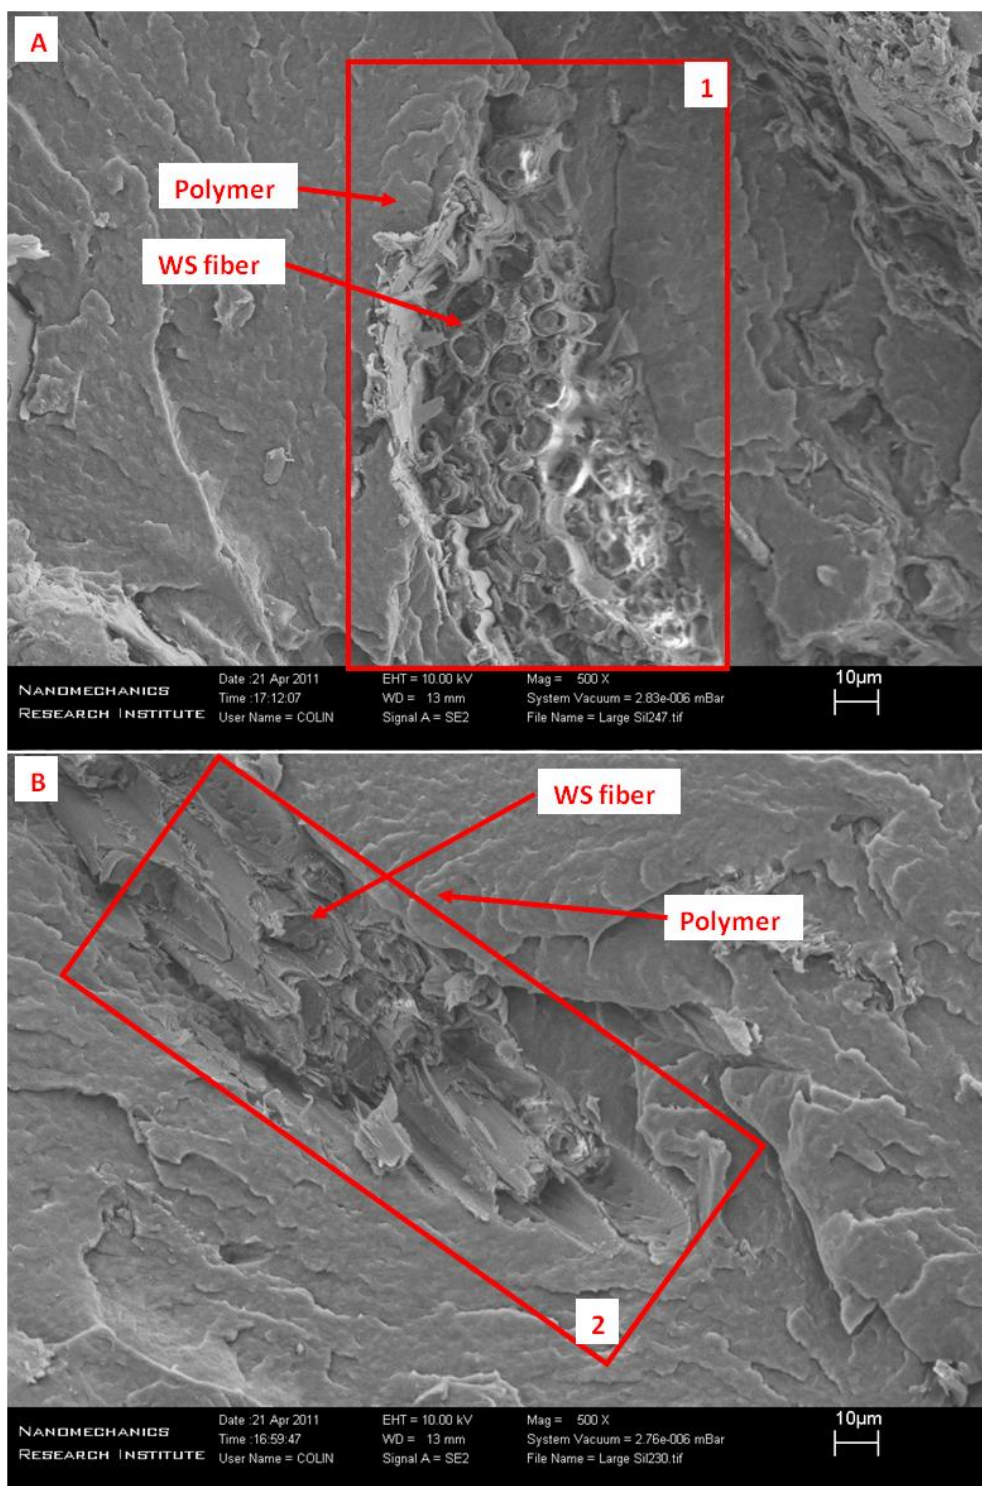 A
1
Polymer
WS fiber
NANOMECHANICS
RESEARCH INSTITUTE
Date :21 Apr 2011
Time :17:12:07
User Name = COLIN
EHT = 10.00 kV
WD = 13 mm
Signal A = SE2
Mag = 500 X
System Vacuum = 2.83e-006 mBar
File Name = Large Sil247.tif
10µm
B
WS fiber
Polymer
2
NANOMECHANICS
RESEARCH INSTITUTE
Date :21 Apr 2011
Time :16:59:47
User Name = COLIN
EHT = 10.00 kV
WD = 13 mm
Signal A = SE2
Mag = 500 X
System Vacuum = 2.76e-006 mBar
File Name = Large Sil230.tif
10µm